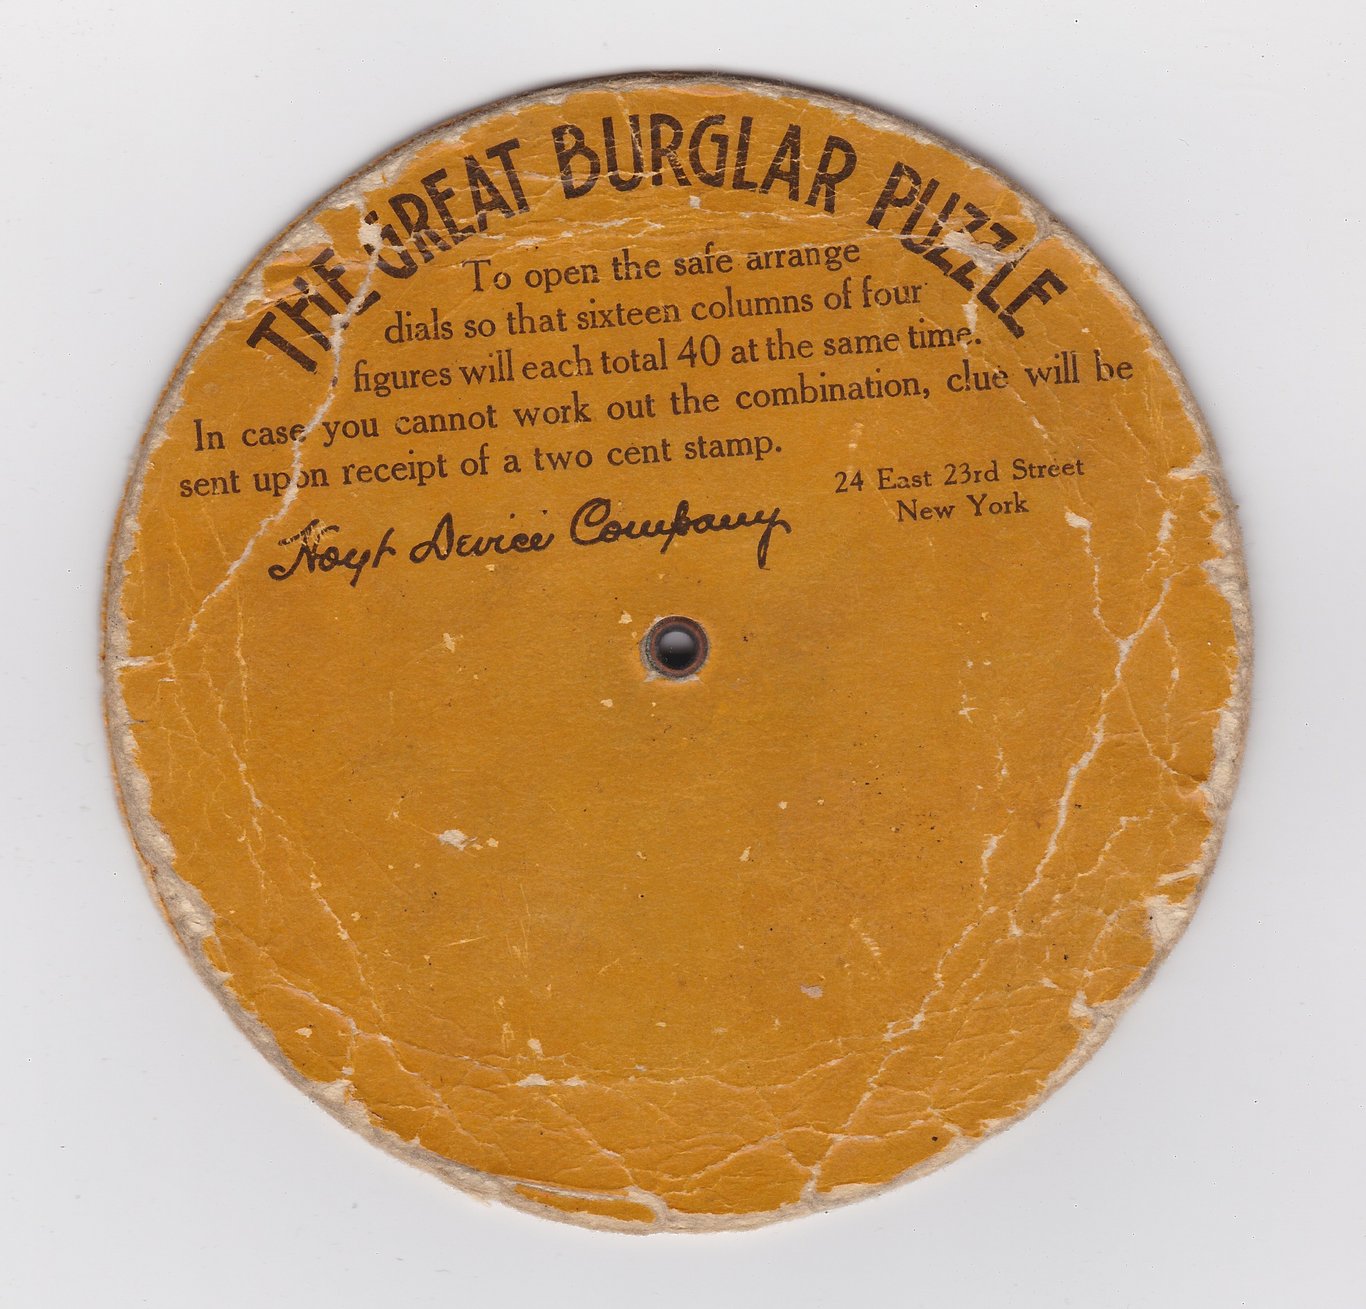 THE GREAT BURGLAR PUZZLE
To open the safe arrange
dials so that sixteen columns of four
figures will each total 40 at the same time.
In case you cannot work out the combination, clue will be
sent upon receipt of a two cent stamp.
24 East 23rd Street
New York
Hoyt Device Company